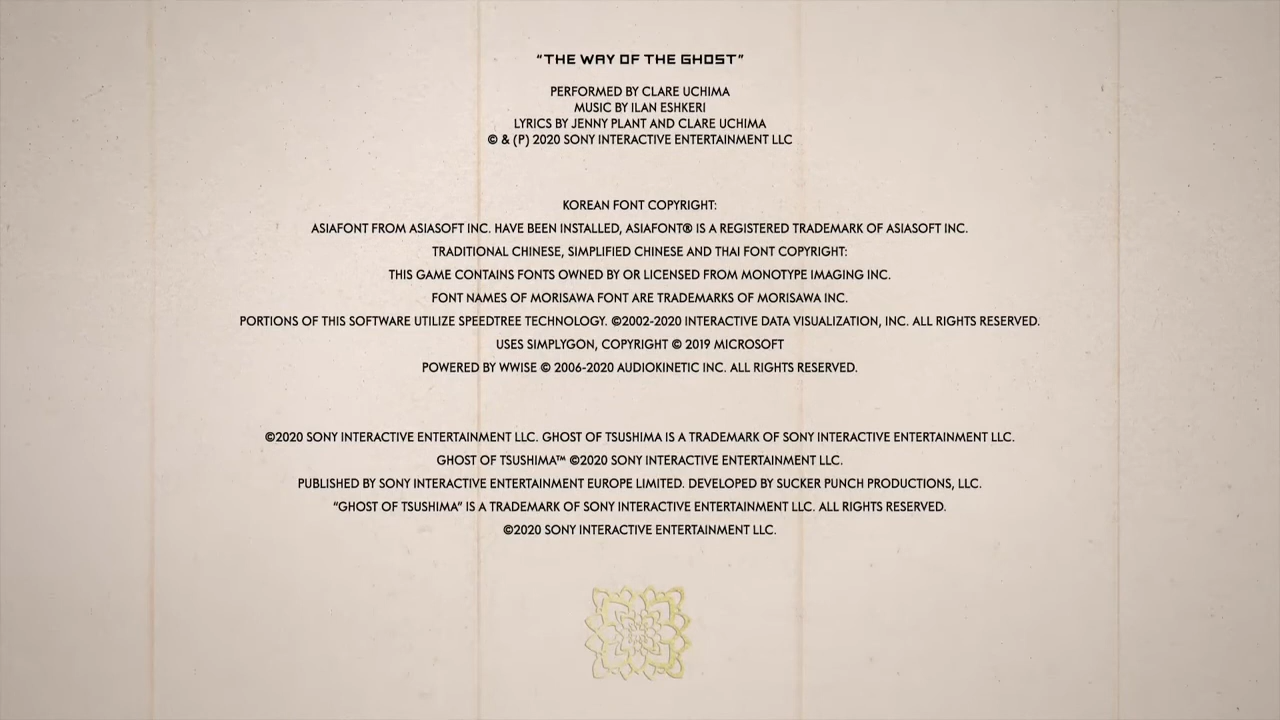 “THE WAY OF THE GHOST”
PERFORMED BY CLARE UCHIMA
MUSIC BY ILAN ESHKERI
LYRICS BY JENNY PLANT AND CLARE UCHIMA
© & (P) 2020 SONY INTERACTIVE ENTERTAINMENT LLC
KOREAN FONT COPYRIGHT:
ASIAFONT FROM ASIASOFT INC. HAVE BEEN INSTALLED, ASIAFONT® IS A REGISTERED TRADEMARK OF ASIASOFT INC.
TRADITIONAL CHINESE, SIMPLIFIED CHINESE AND THAI FONT COPYRIGHT:
THIS GAME CONTAINS FONTS OWNED BY OR LICENSED FROM MONOTYPE IMAGING INC.
FONT NAMES OF MORISAWA FONT ARE TRADEMARKS OF MORISAWA INC.
PORTIONS OF THIS SOFTWARE UTILIZE SPEEDTREE TECHNOLOGY. ©2002-2020 INTERACTIVE DATA VISUALIZATION, INC. ALL RIGHTS RESERVED.
USES SIMPLYGON, COPYRIGHT © 2019 MICROSOFT
POWERED BY WWISE © 2006-2020 AUDIOKINETIC INC. ALL RIGHTS RESERVED.
©2020 SONY INTERACTIVE ENTERTAINMENT LLC. GHOST OF TSUSHIMA IS A TRADEMARK OF SONY INTERACTIVE ENTERTAINMENT LLC.
GHOST OF TSUSHIMA™ ©2020 SONY INTERACTIVE ENTERTAINMENT LLC.
PUBLISHED BY SONY INTERACTIVE ENTERTAINMENT EUROPE LIMITED. DEVELOPED BY SUCKER PUNCH PRODUCTIONS, LLC.
“GHOST OF TSUSHIMA” IS A TRADEMARK OF SONY INTERACTIVE ENTERTAINMENT LLC. ALL RIGHTS RESERVED.
©2020 SONY INTERACTIVE ENTERTAINMENT LLC.